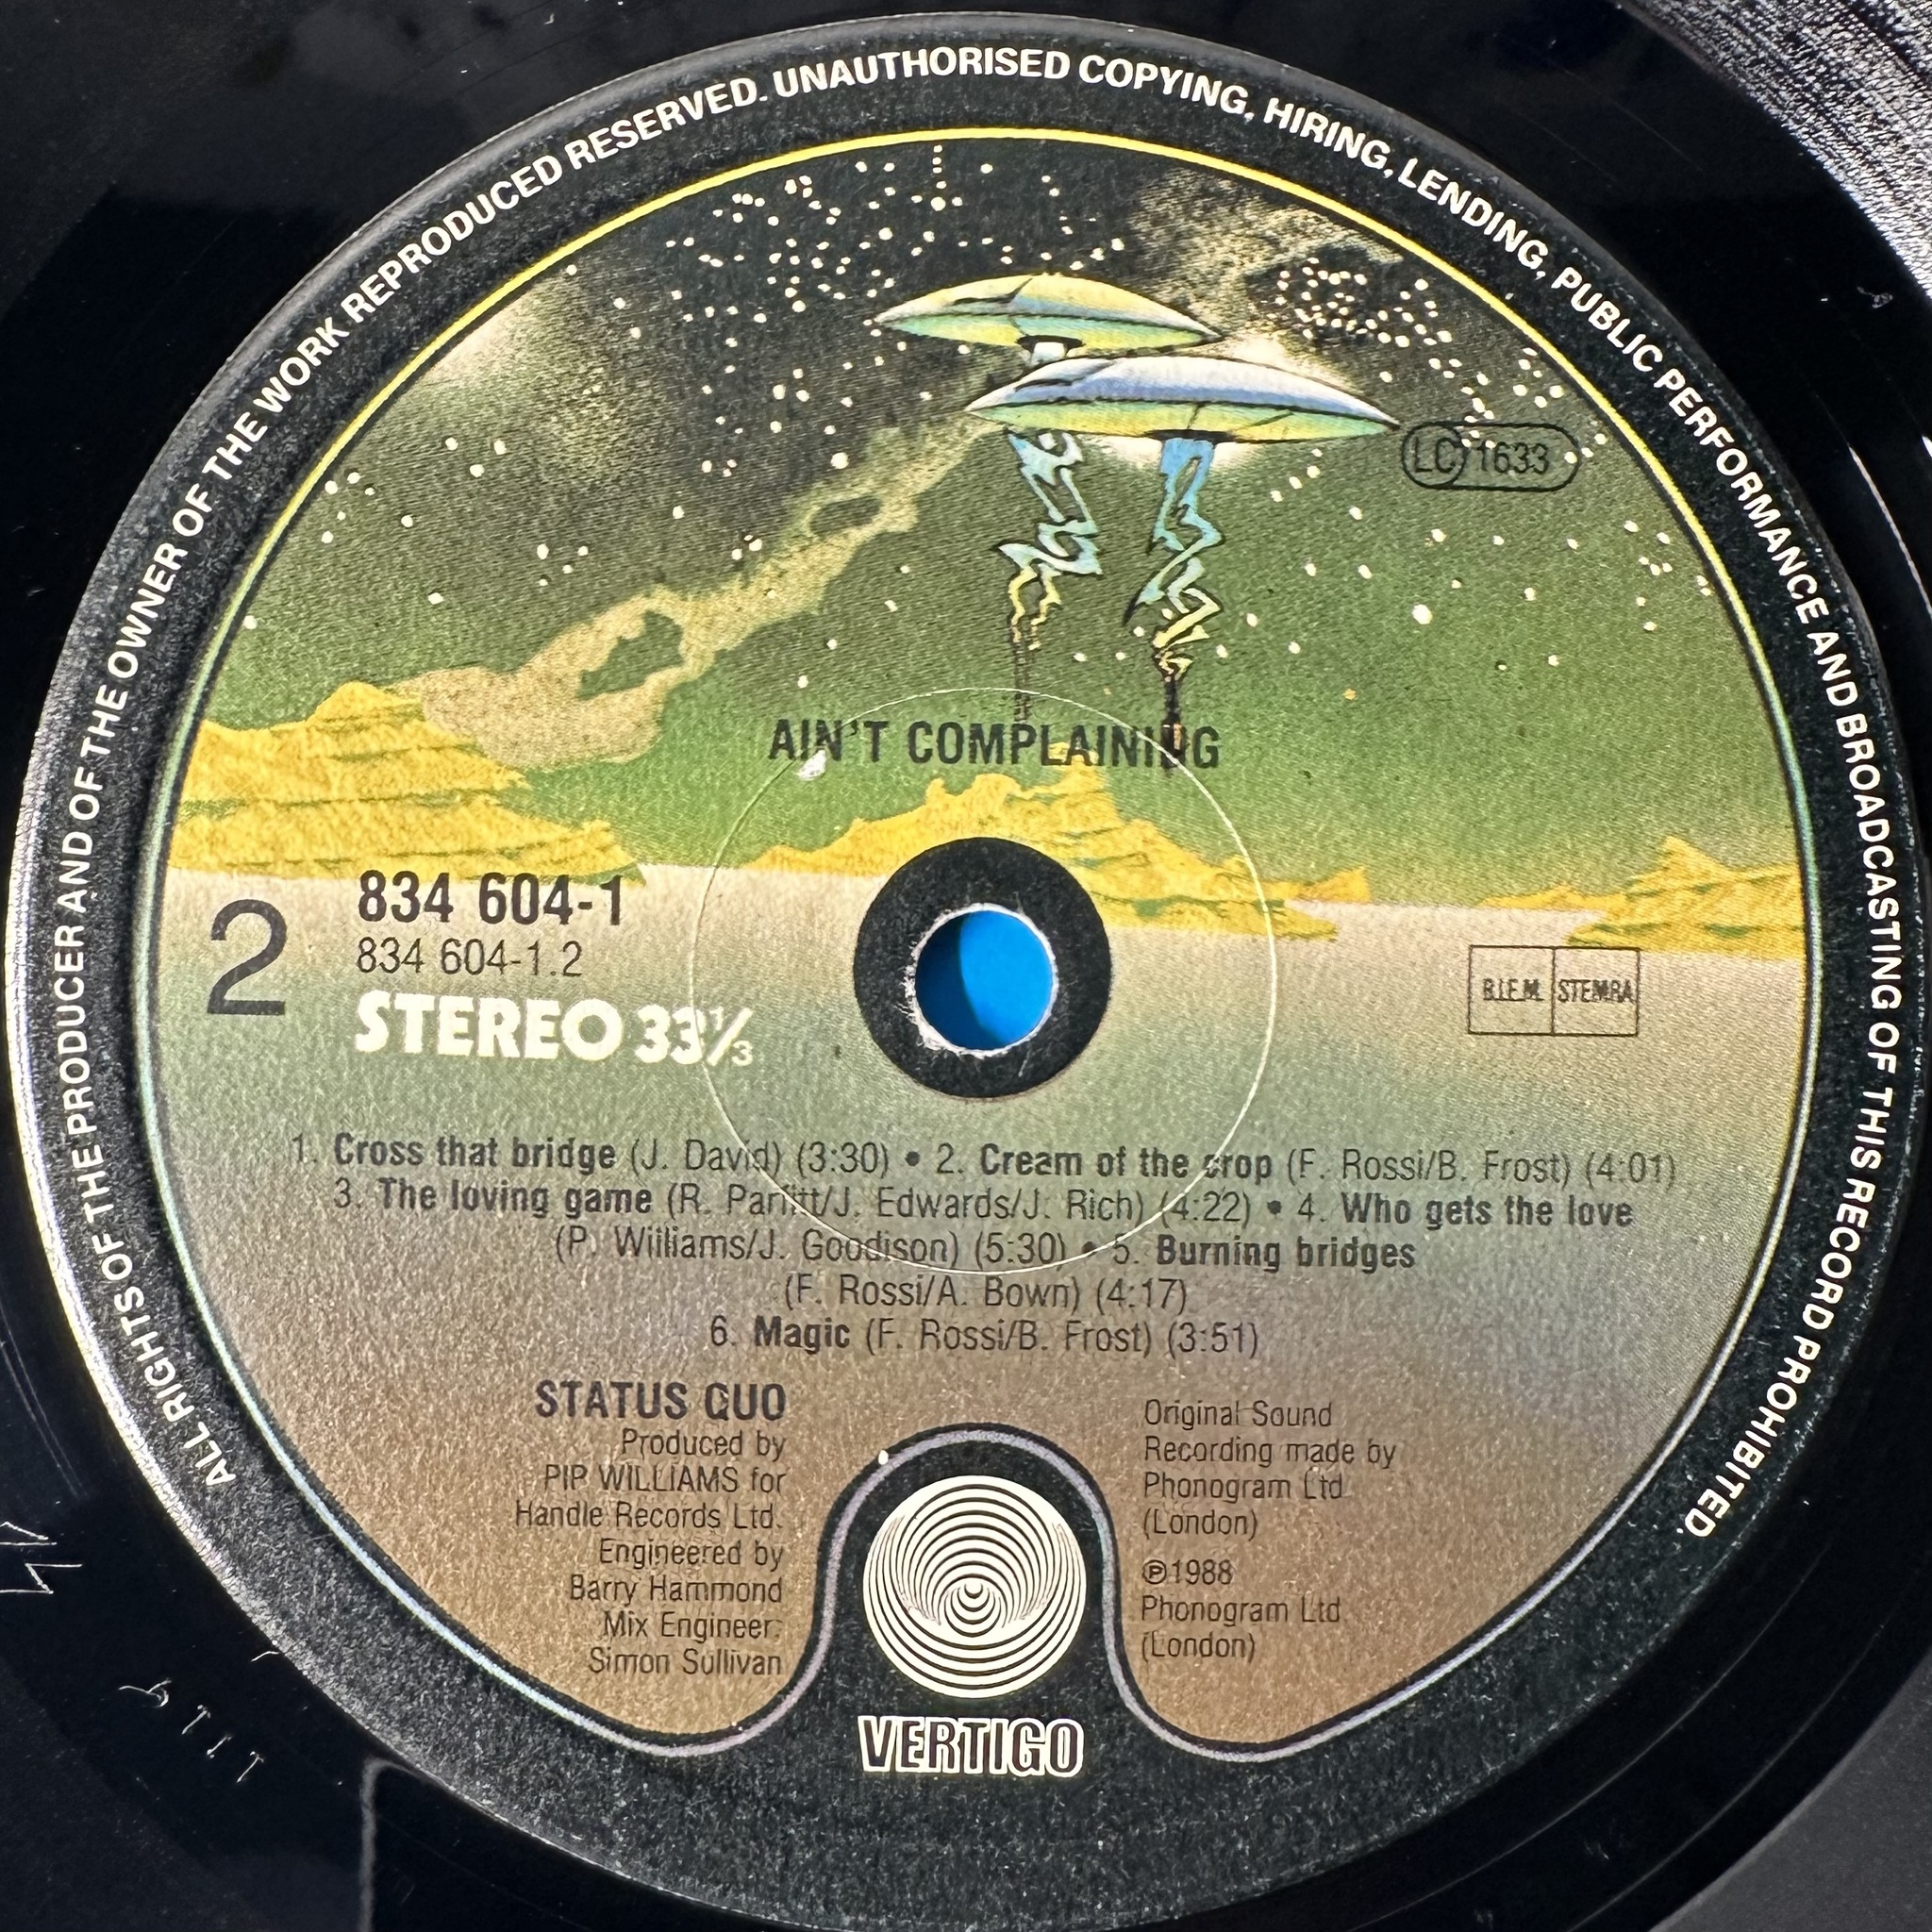 ALL RIGHTS OF THE PRODUCER AND OF THE OWNER OF THE WORK REPRODUCED RESERVED. UNAUTHORISED COPYING, HIRING, LENDING, PUBLIC PERFORMANCE AND BROADCASTING OF THIS RECORD PROHIBITED.
LC 1633
AIN'T COMPLAINING
2
834 604-1
834 604-1.2
STEREO 33⅓
B.I.E.M. STEMRA
1. Cross that bridge (J. David) (3:30) • 2. Cream of the crop (F. Rossi/B. Frost) (4:01)
3. The loving game (R. Parfitt/J. Edwards/J. Rich) (4:22) • 4. Who gets the love
(P. Williams/J. Goodison) (5:30) • 5. Burning bridges
(F. Rossi/A. Bown) (4:17)
6. Magic (F. Rossi/B. Frost) (3:51)
STATUS QUO
Produced by
PIP WILLIAMS for
Handle Records Ltd.
Engineered by
Barry Hammond
Mix Engineer:
Simon Sullivan
Original Sound
Recording made by
Phonogram Ltd
(London)
℗1988
Phonogram Ltd
(London)
VERTIGO